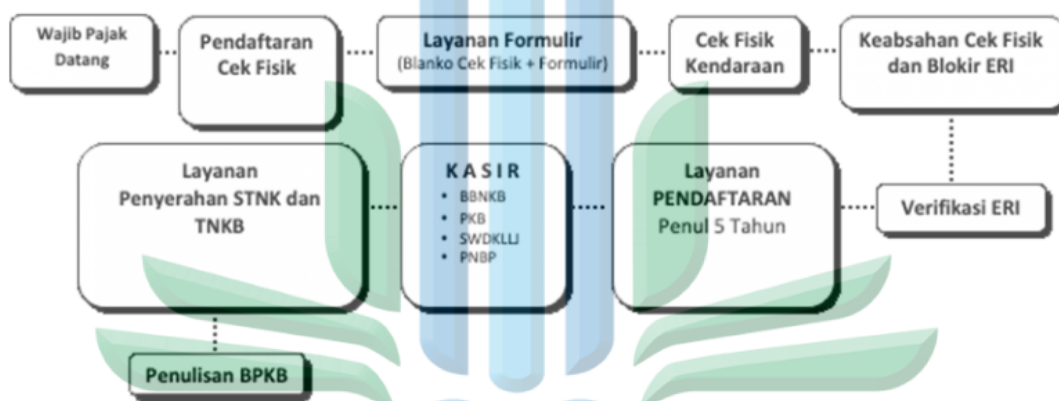 Wajib Pajak
Datang
Pendaftaran
Cek Fisik
Layanan Formulir
(Blanko Cek Fisik + Formulir)
Cek Fisik
Kendaraan
Keabsahan Cek Fisik
dan Blokir ERI
Verifikasi ERI
Layanan
PENDAFTARAN
Penul 5 Tahun
K A S I R
• BBNKB
• PKB
• SWDKLLJ
• PNBP
Layanan
Penyerahan STNK dan
TNKB
Penulisan BPKB